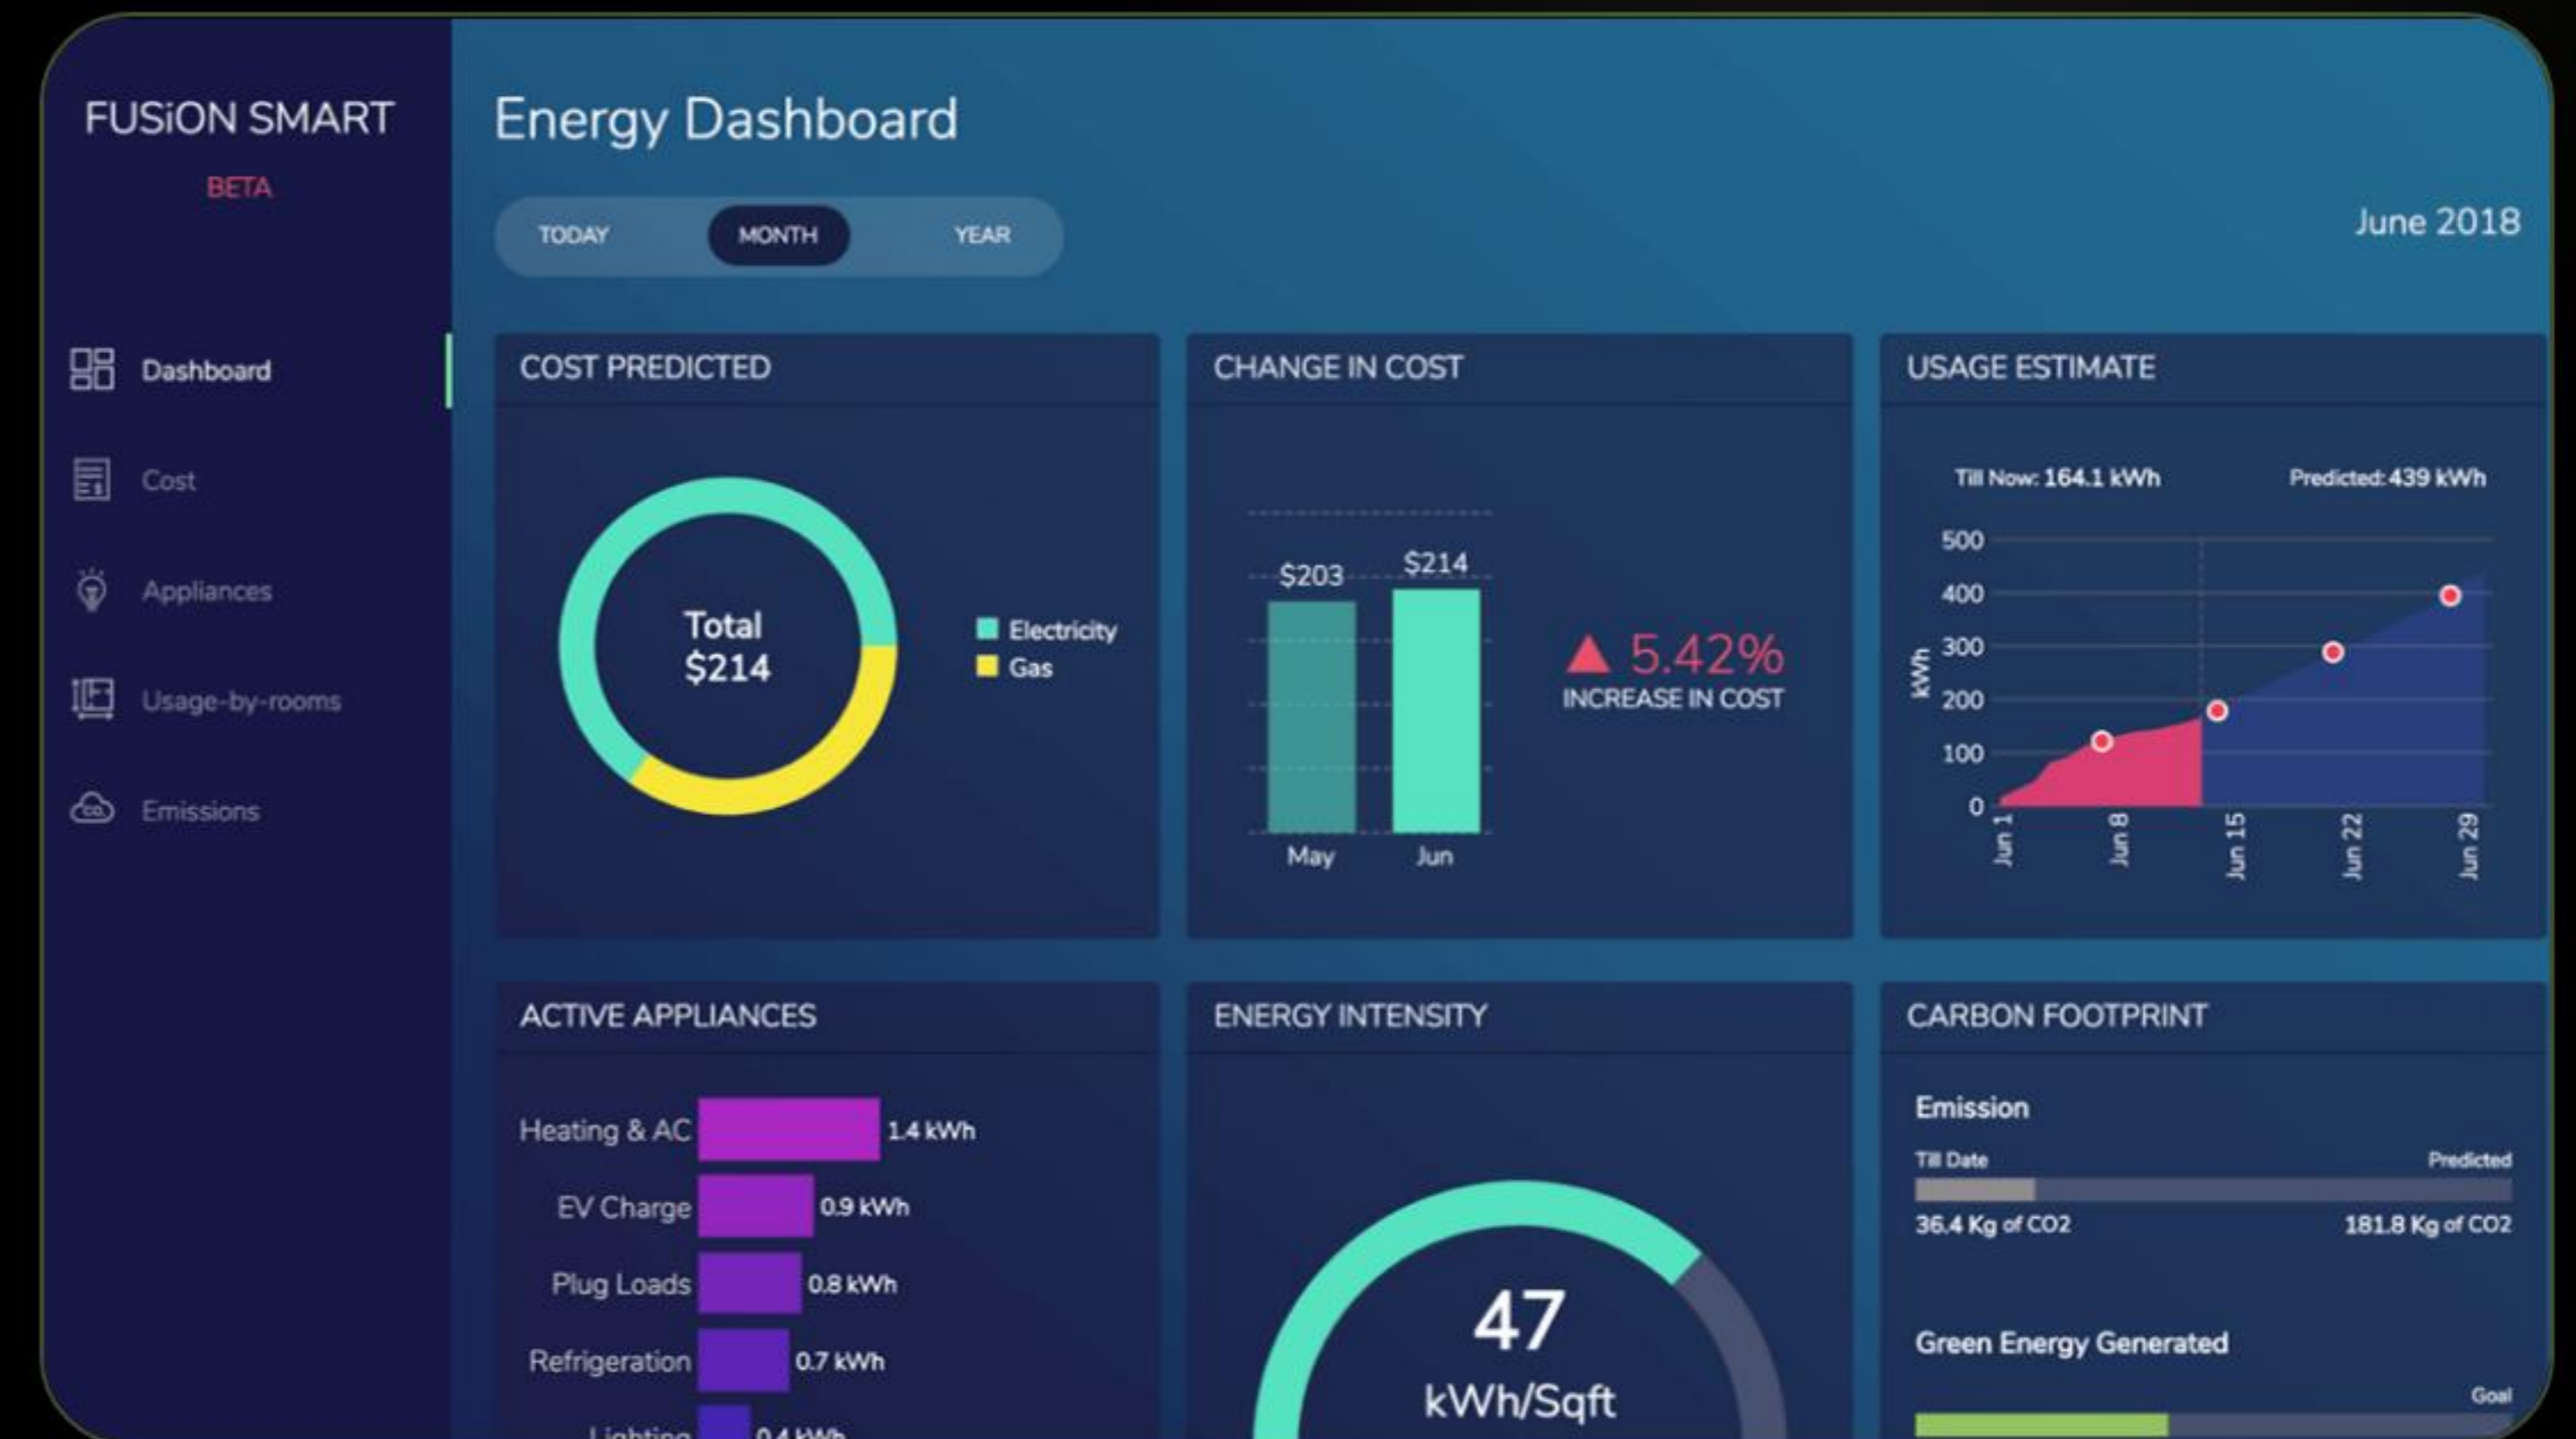 FUSiON SMART
BETA
Dashboard
Cost
Appliances
Usage-by-rooms
Emissions
Energy Dashboard
TODAY MONTH YEAR
June 2018
COST PREDICTED
Total
$214
Electricity
Gas
CHANGE IN COST
$203 $214
May Jun
5.42%
INCREASE IN COST
USAGE ESTIMATE
Till Now: 164.1 kWh Predicted: 439 kWh
kWh
500
400
300
200
100
0
Jun 1 Jun 8 Jun 15 Jun 22 Jun 29
ACTIVE APPLIANCES
Heating & AC 1.4 kWh
EV Charge 0.9 kWh
Plug Loads 0.8 kWh
Refrigeration 0.7 kWh
Lighting 0.4 kWh
ENERGY INTENSITY
47
kWh/Sqft
CARBON FOOTPRINT
Emission
Till Date Predicted
36.4 Kg of CO2 181.8 Kg of CO2
Green Energy Generated
Goal